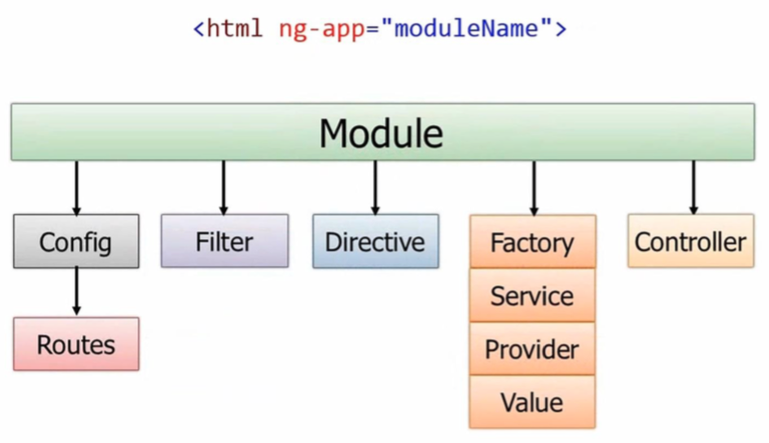 <html ng-app="moduleName">
Module
Config
Filter
Directive
Factory
Controller
Service
Routes
Provider
Value